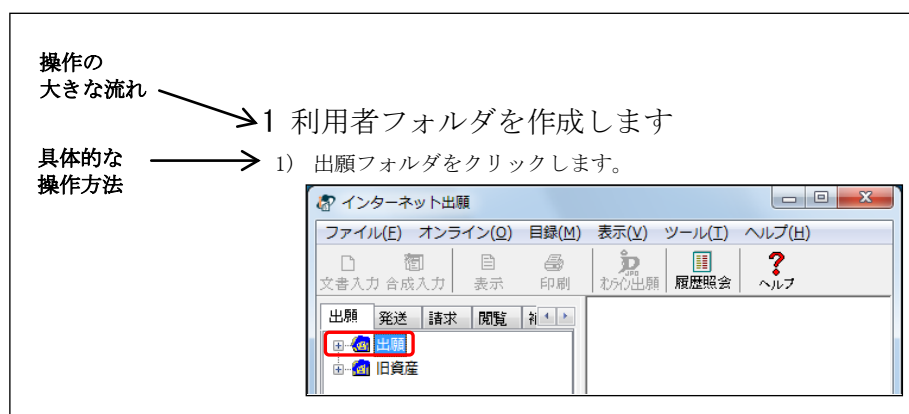 操作の
大きな流れ
1 利用者フォルダを作成します
具体的な
操作方法
1) 出願フォルダをクリックします。
インターネット出願
ファイル(F) オンライン(O) 目録(M) 表示(V) ツール(T) ヘルプ(H)
文書入力 合成入力 表示 印刷 オンライン出願 履歴照会 ヘルプ
出願 発送 請求 閲覧
出願
旧資産